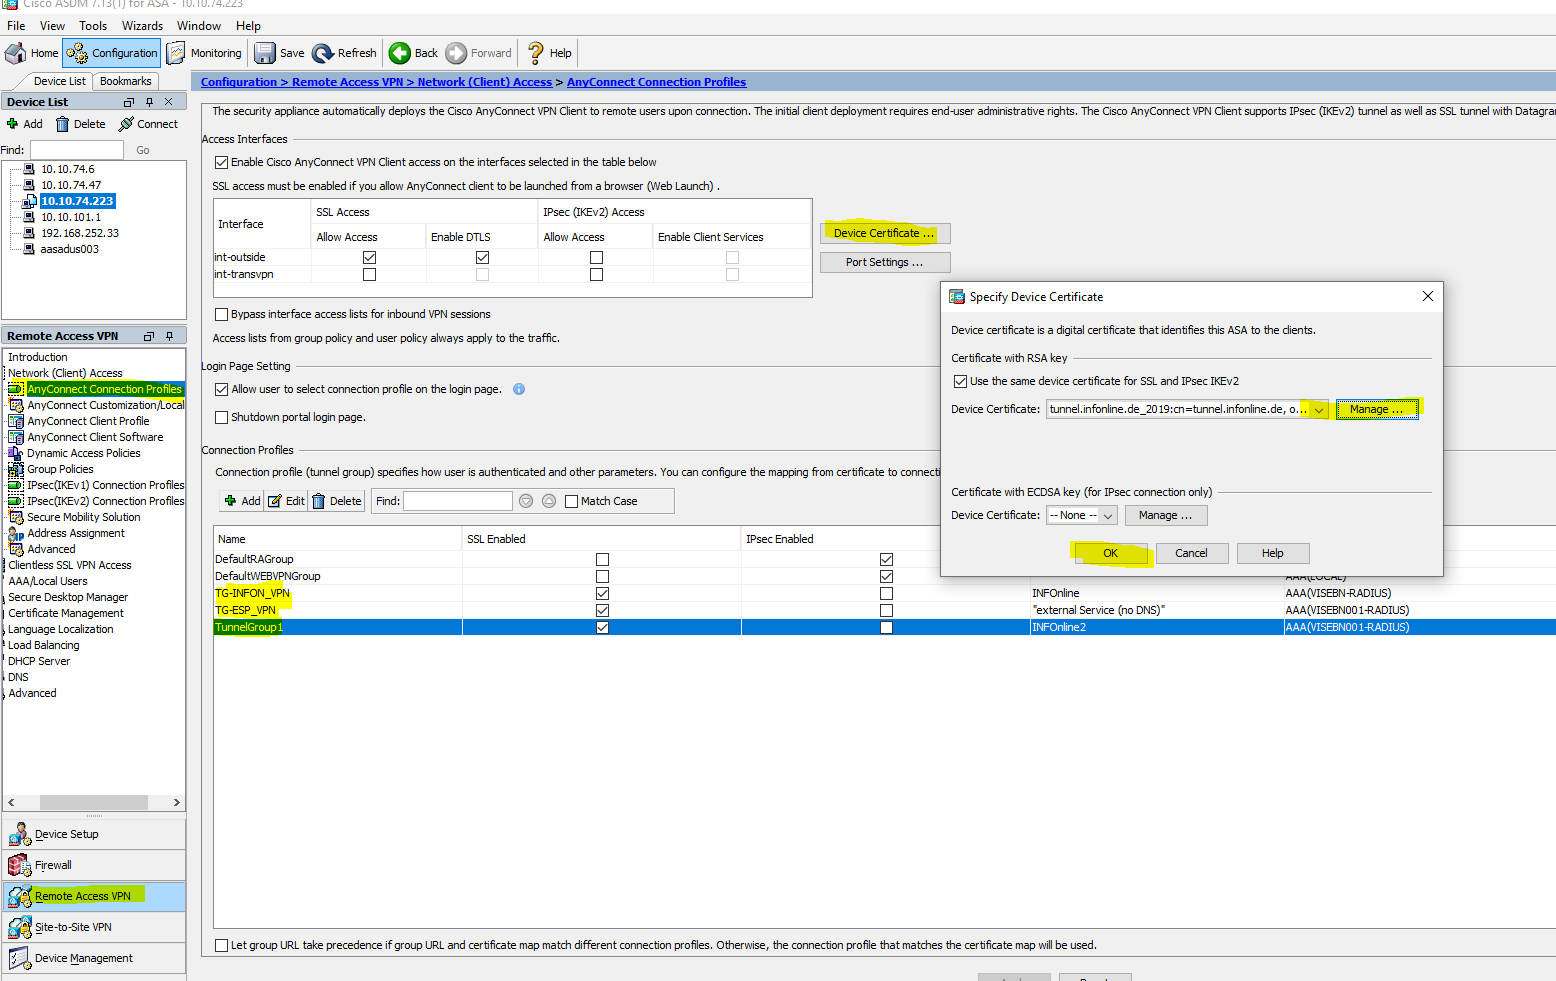 Cisco ASDM 7.13(1) for ASA - 10.10.74.223
File View Tools Wizards Window Help
Home Configuration Monitoring Save Refresh Back Forward Help
Device List Bookmarks
Device List
Add Delete Connect
Find: Go
10.10.74.6
10.10.74.47
10.10.74.223
10.10.101.1
192.168.252.33
aasadus003
Remote Access VPN
Introduction
Network (Client) Access
AnyConnect Connection Profiles
AnyConnect Customization/Local
AnyConnect Client Profile
AnyConnect Client Software
Dynamic Access Policies
Group Policies
IPsec(IKEv1) Connection Profiles
IPsec(IKEv2) Connection Profiles
Secure Mobility Solution
Address Assignment
Advanced
Clientless SSL VPN Access
AAA/Local Users
Secure Desktop Manager
Certificate Management
Language Localization
Load Balancing
DHCP Server
DNS
Advanced
Device Setup
Firewall
Remote Access VPN
Site-to-Site VPN
Device Management
Configuration > Remote Access VPN > Network (Client) Access > AnyConnect Connection Profiles
The security appliance automatically deploys the Cisco AnyConnect VPN Client to remote users upon connection. The initial client deployment requires end-user administrative rights. The Cisco AnyConnect VPN Client supports IPsec (IKEv2) tunnel as well as SSL tunnel with Datagra
Access Interfaces
Enable Cisco AnyConnect VPN Client access on the interfaces selected in the table below
SSL access must be enabled if you allow AnyConnect client to be launched from a browser (Web Launch) .
Interface SSL Access IPsec (IKEv2) Access
Allow Access Enable DTLS Allow Access Enable Client Services
int-outside
int-transvpn
Device Certificate ...
Port Settings ...
Bypass interface access lists for inbound VPN sessions
Access lists from group policy and user policy always apply to the traffic.
Login Page Setting
Allow user to select connection profile on the login page.
Shutdown portal login page.
Connection Profiles
Connection profile (tunnel group) specifies how user is authenticated and other parameters. You can configure the mapping from certificate to connecti
Add Edit Delete Find: Match Case
Name SSL Enabled IPsec Enabled
DefaultRAGroup
DefaultWEBVPNGroup AAA(LOCAL)
TG-INFON_VPN INFOnline AAA(VISEBN-RADIUS)
TG-ESP_VPN "external Service (no DNS)" AAA(VISEBN001-RADIUS)
TunnelGroup1 INFOnline2 AAA(VISEBN001-RADIUS)
Let group URL take precedence if group URL and certificate map match different connection profiles. Otherwise, the connection profile that matches the certificate map will be used.
Specify Device Certificate
Device certificate is a digital certificate that identifies this ASA to the clients.
Certificate with RSA key
Use the same device certificate for SSL and IPsec IKEv2
Device Certificate: tunnel.infonline.de_2019:cn=tunnel.infonline.de, o... Manage ...
Certificate with ECDSA key (for IPsec connection only)
Device Certificate: -- None -- Manage ...
OK Cancel Help